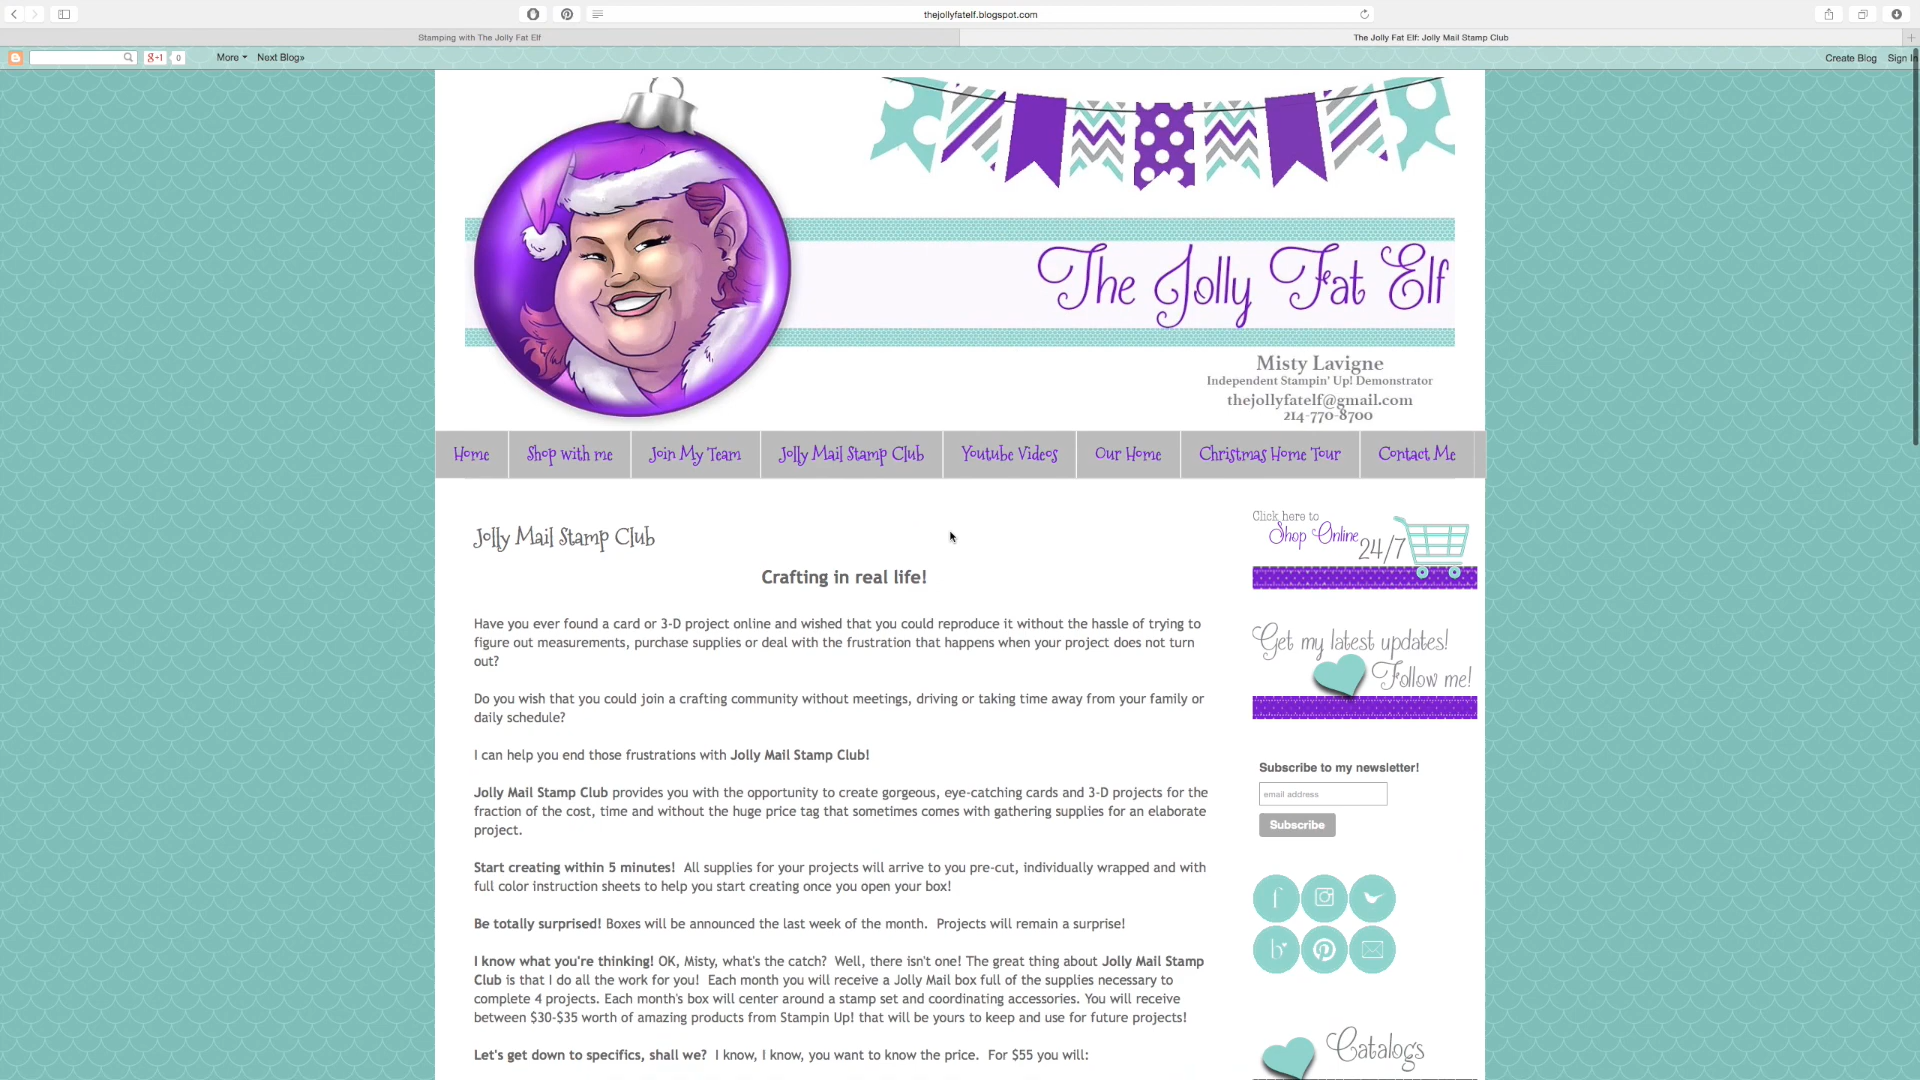 thejollyfatelf.blogspot.com
Stamping with The Jolly Fat Elf
The Jolly Fat Elf: Jolly Mail Stamp Club
g+1 0 More Next Blog» Create Blog Sign In
The Jolly Fat Elf
Misty Lavigne
Independent Stampin' Up! Demonstrator
thejollyfatelf@gmail.com
214-770-8700
Home Shop with me Join My Team Jolly Mail Stamp Club Youtube Videos Our Home Christmas Home Tour Contact Me
Jolly Mail Stamp Club
Crafting in real life!
Have you ever found a card or 3-D project online and wished that you could reproduce it without the hassle of trying to
figure out measurements, purchase supplies or deal with the frustration that happens when your project does not turn
out?
Do you wish that you could join a crafting community without meetings, driving or taking time away from your family or
daily schedule?
I can help you end those frustrations with Jolly Mail Stamp Club!
Jolly Mail Stamp Club provides you with the opportunity to create gorgeous, eye-catching cards and 3-D projects for the
fraction of the cost, time and without the huge price tag that sometimes comes with gathering supplies for an elaborate
project.
Start creating within 5 minutes! All supplies for your projects will arrive to you pre-cut, individually wrapped and with
full color instruction sheets to help you start creating once you open your box!
Be totally surprised! Boxes will be announced the last week of the month. Projects will remain a surprise!
I know what you're thinking! OK, Misty, what's the catch? Well, there isn't one! The great thing about Jolly Mail Stamp
Club is that I do all the work for you! Each month you will receive a Jolly Mail box full of the supplies necessary to
complete 4 projects. Each month's box will center around a stamp set and coordinating accessories. You will receive
between $30-$35 worth of amazing products from Stampin Up! that will be yours to keep and use for future projects!
Let's get down to specifics, shall we? I know, I know, you want to know the price. For $55 you will:
Click here to
Shop Online
24/7
Get my latest updates!
Follow me!
Subscribe to my newsletter!
email address
Subscribe
Catalogs